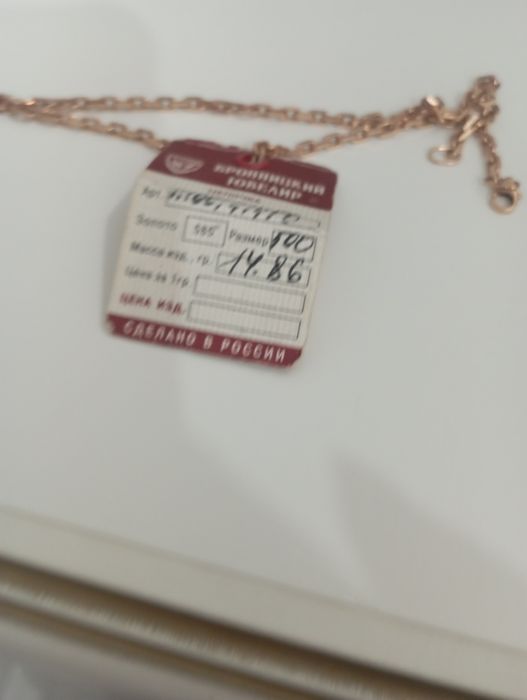 БРОННИЦКИЙ
ЮВЕЛИР
Арт.
Золото 585 Размер 500
Масса изд., гр. 14.86
Цена за 1гр.
ЦЕНА ИЗД.
СДЕЛАНО В РОССИИ